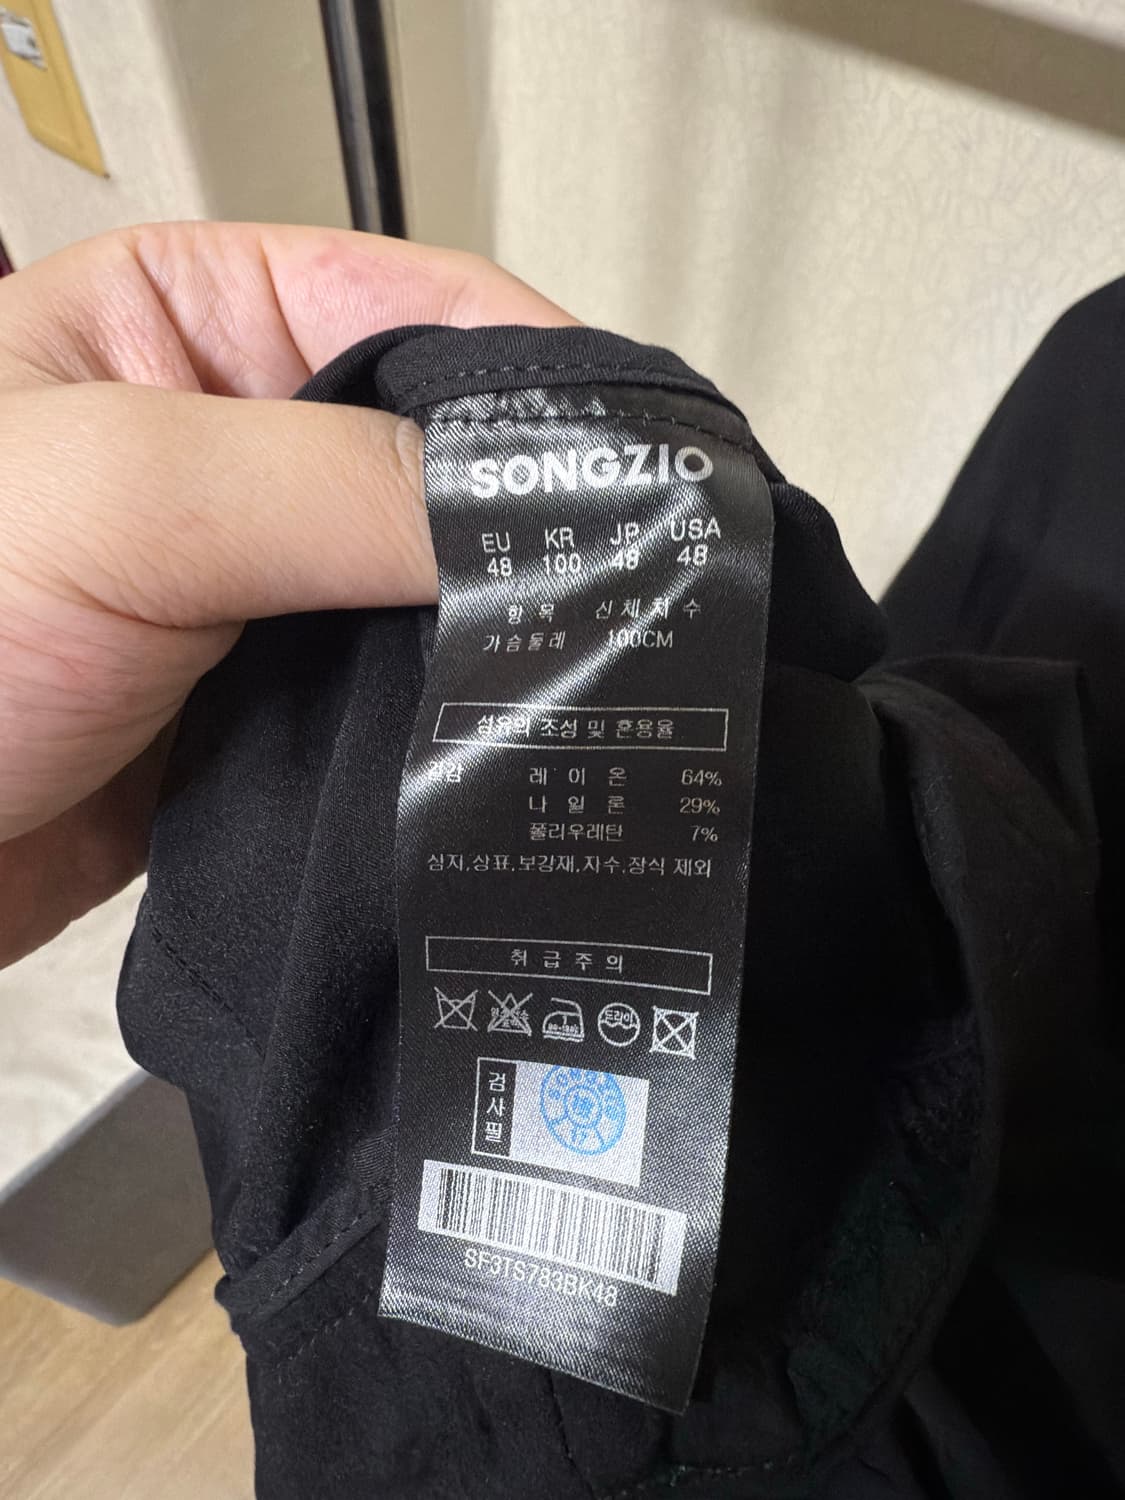 SONGZIO
EU KR JP USA
48 100 48 48
항목 신체치수
가슴둘레 100CM
섬유의 조성 및 혼용율
겉감 레이온 64%
나일론 29%
폴리우레탄 7%
심지,상표,보강재,자수,장식 제외
취급주의
드라이
검사필
SF3TS783BK48